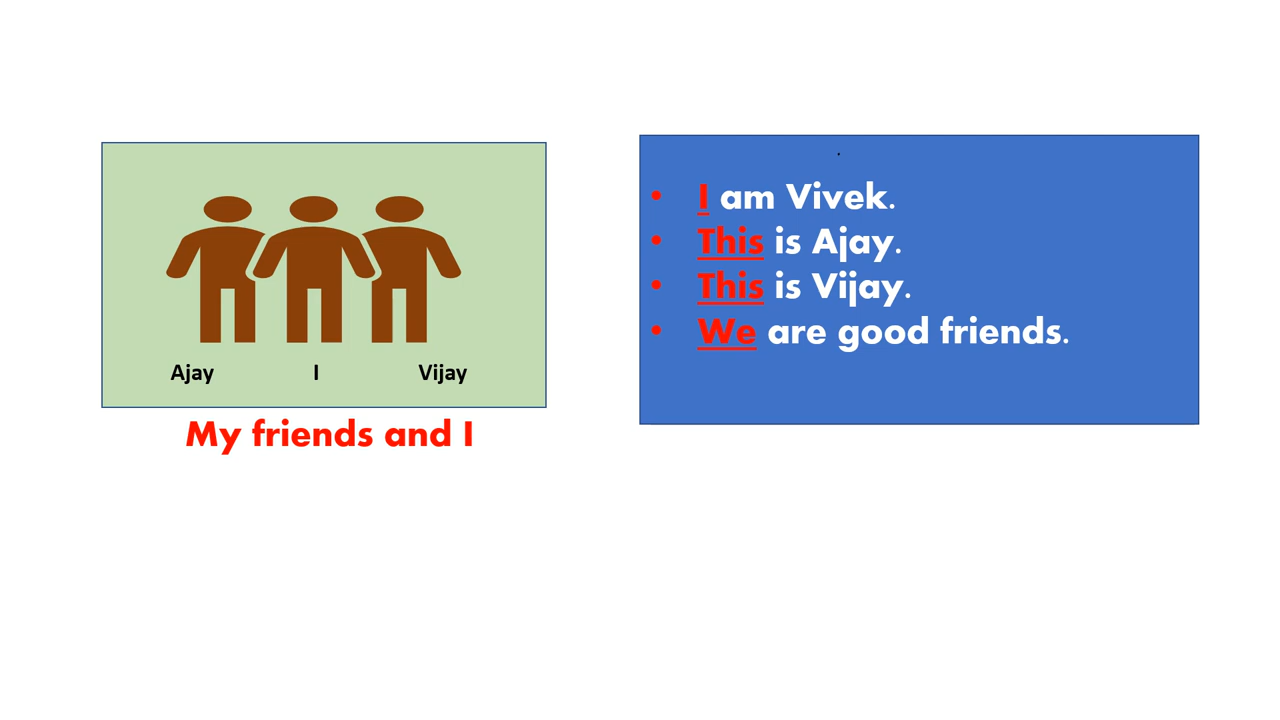 Ajay I Vijay
My friends and I
• I am Vivek.
• This is Ajay.
• This is Vijay.
• We are good friends.